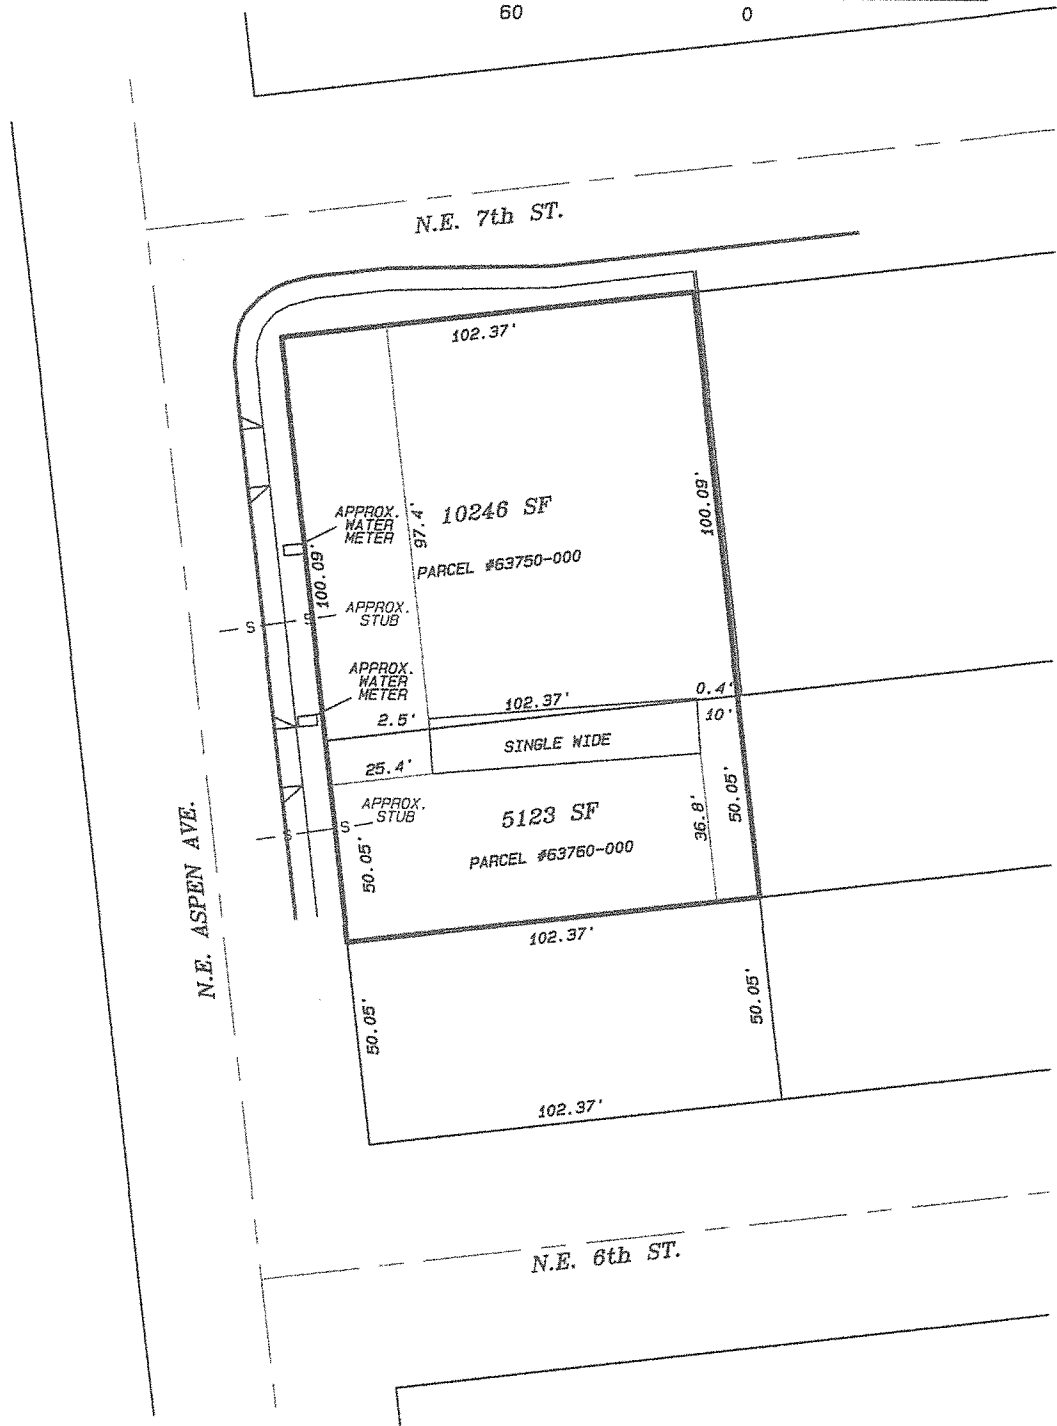 60 0
N.E. 7th ST.
102.37'
APPROX.
WATER
METER
97.4'
10246 SF
100.09'
100.09'
PARCEL #63750-000
APPROX.
STUB
S S
APPROX.
WATER
METER
2.5'
102.37'
0.4'
10'
SINGLE WIDE
25.4'
APPROX.
STUB
S S
5123 SF
36.8'
50.05'
50.05'
PARCEL #63760-000
N.E. ASPEN AVE.
102.37'
50.05'
50.05'
102.37'
N.E. 6th ST.